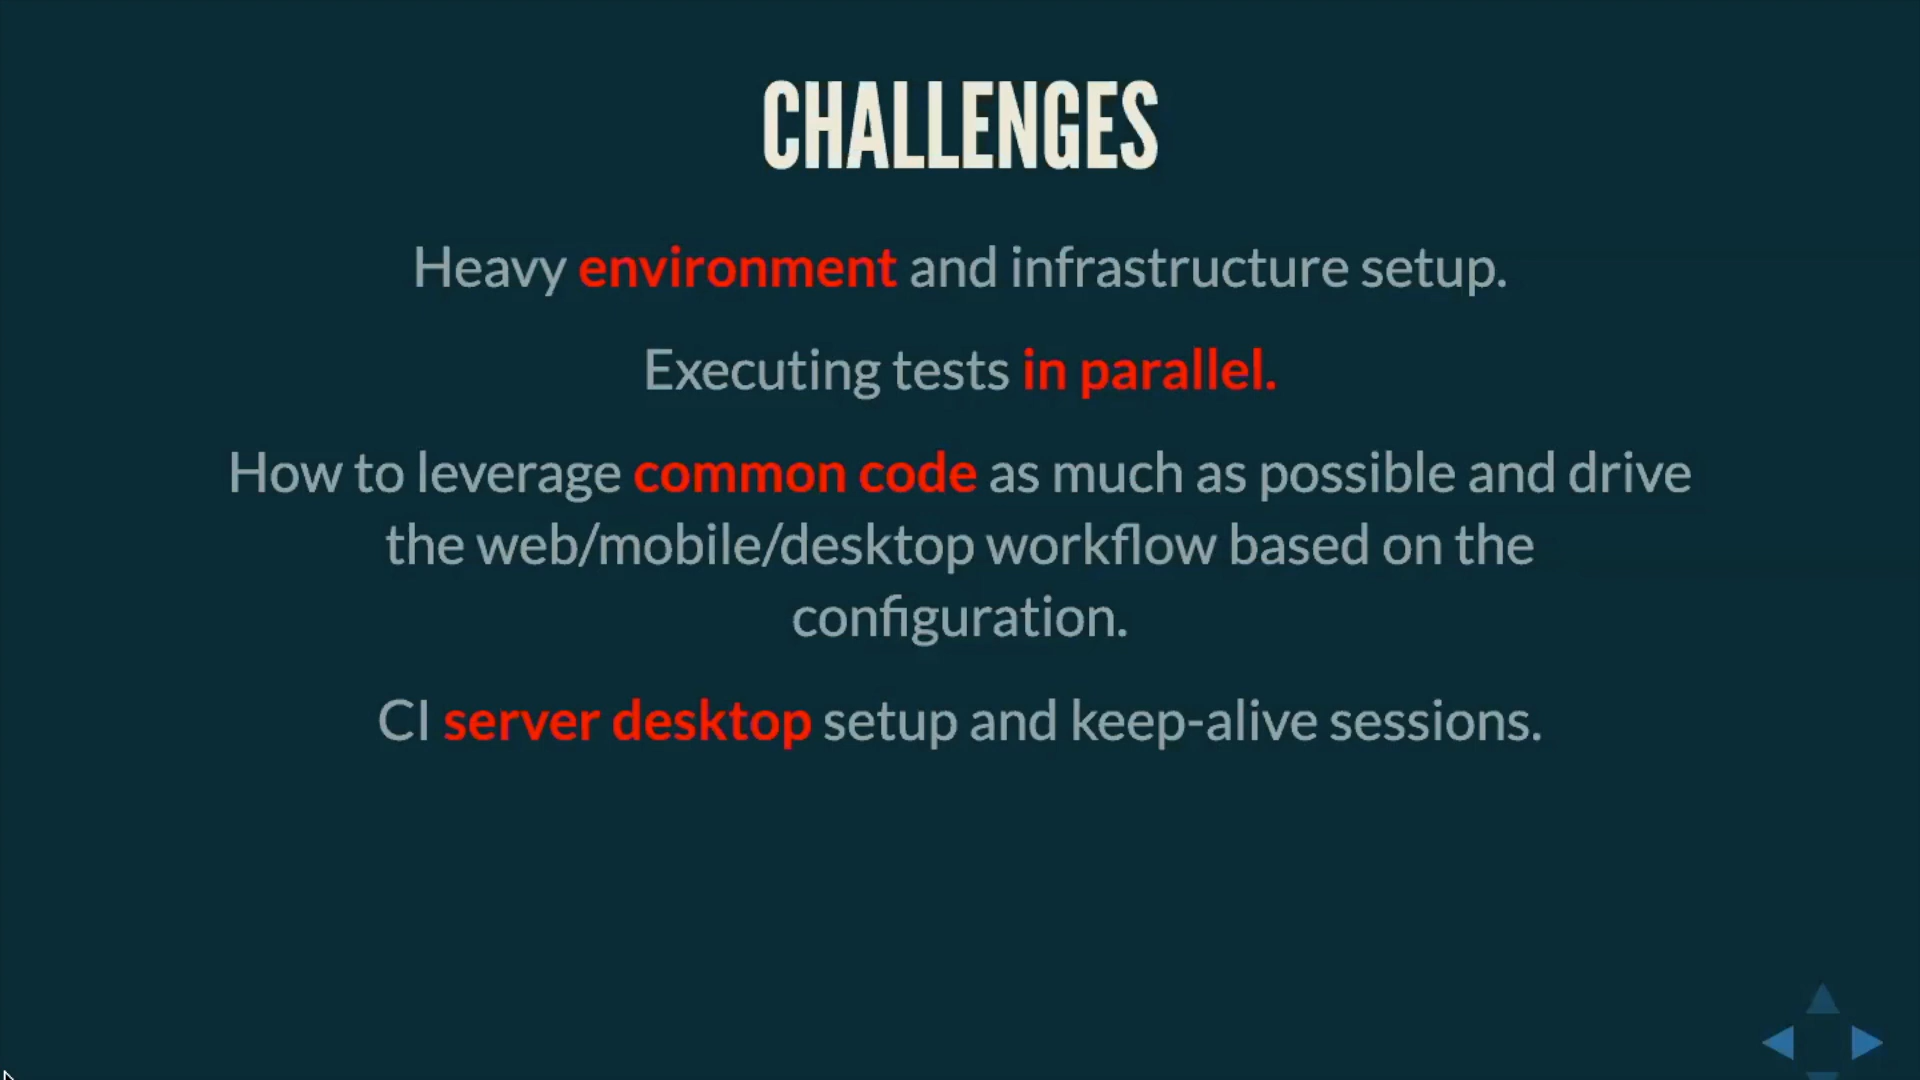 CHALLENGES
Heavy environment and infrastructure setup.
Executing tests in parallel.
How to leverage common code as much as possible and drive
the web/mobile/desktop workflow based on the
configuration.
CI server desktop setup and keep-alive sessions.